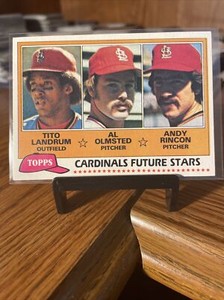 TITO LANDRUM
OUTFIELD
☆
AL OLMSTED
PITCHER
☆
ANDY RINCON
PITCHER
TOPPS
CARDINALS FUTURE STARS